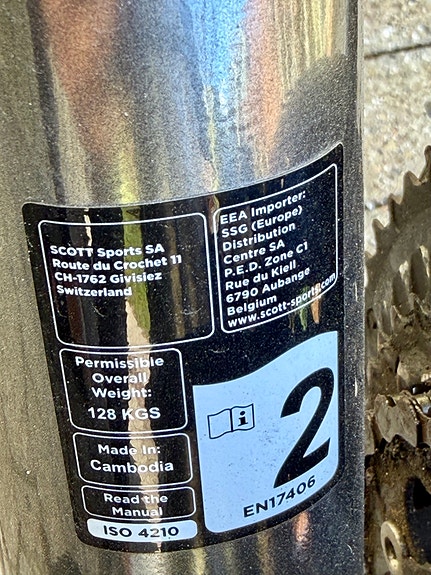 SCOTT Sports SA
Route du Crochet 11
CH-1762 Givisiez
Switzerland
EEA Importer:
SSG (Europe)
Distribution
Centre SA
P.E.D. Zone C1
Rue du Kiell
6790 Aubange
Belgium
www.scott-sports.com
Permissible
Overall
Weight:
128 KGS
Made In:
Cambodia
Read the
Manual
ISO 4210
i
2
EN17406